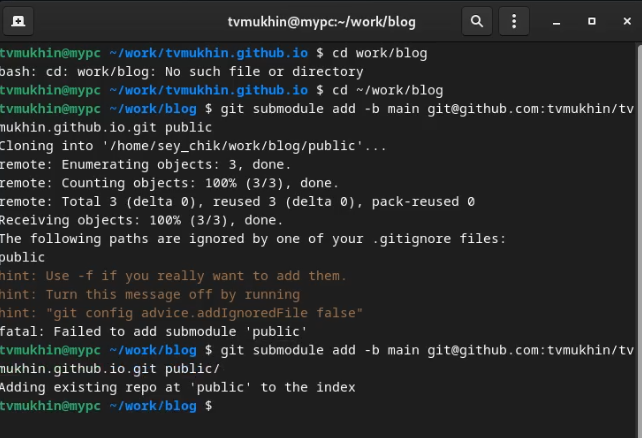 tvmukhin@mypc:~/work/blog
tvmukhin@mypc ~/work/tvmukhin.github.io $ cd work/blog
bash: cd: work/blog: No such file or directory
tvmukhin@mypc ~/work/tvmukhin.github.io $ cd ~/work/blog
tvmukhin@mypc ~/work/blog $ git submodule add -b main git@github.com:tvmukhin/tv
mukhin.github.io.git public
Cloning into '/home/sey_chik/work/blog/public'...
remote: Enumerating objects: 3, done.
remote: Counting objects: 100% (3/3), done.
remote: Total 3 (delta 0), reused 3 (delta 0), pack-reused 0
Receiving objects: 100% (3/3), done.
The following paths are ignored by one of your .gitignore files:
public
hint: Use -f if you really want to add them.
hint: Turn this message off by running
hint: "git config advice.addIgnoredFile false"
fatal: Failed to add submodule 'public'
tvmukhin@mypc ~/work/blog $ git submodule add -b main git@github.com:tvmukhin/tv
mukhin.github.io.git public/
Adding existing repo at 'public' to the index
tvmukhin@mypc ~/work/blog $